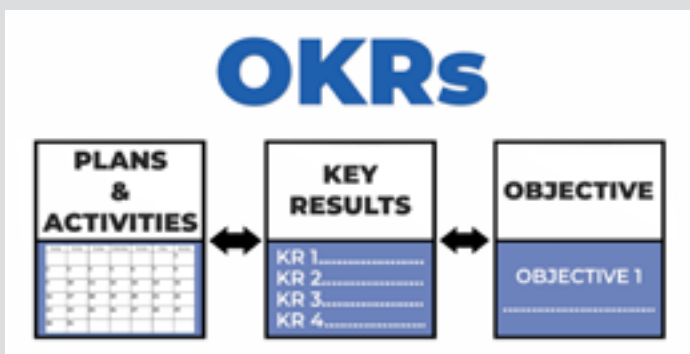 OKRs
PLANS
&
ACTIVITIES
KEY
RESULTS
KR 1....................
KR 2....................
KR 3....................
KR 4....................
OBJECTIVE
OBJECTIVE 1
............................